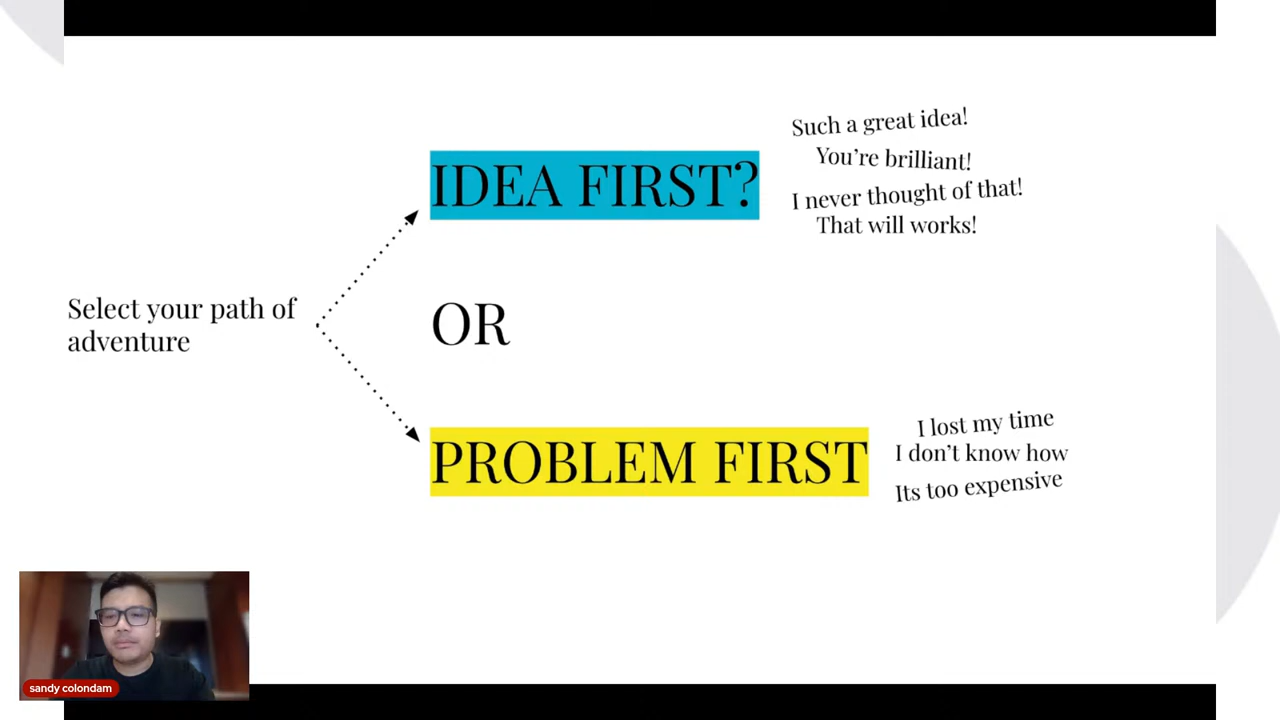 Such a great idea!
You're brilliant!
IDEA FIRST?
I never thought of that!
That will works!
Select your path of
adventure
OR
I lost my time
PROBLEM FIRST
I don't know how
Its too expensive
sandy colondam